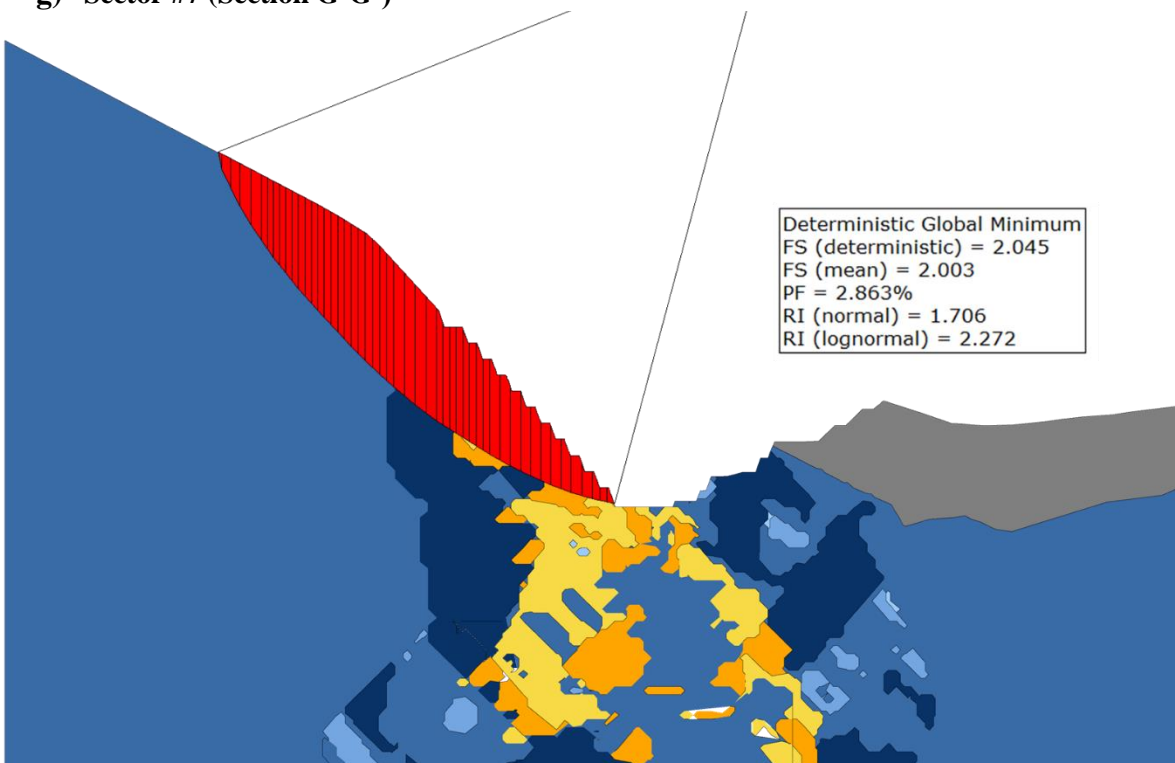 g) Sector #7 (Section G-G')
Deterministic Global Minimum
FS (deterministic) = 2.045
FS (mean) = 2.003
PF = 2.863%
RI (normal) = 1.706
RI (lognormal) = 2.272